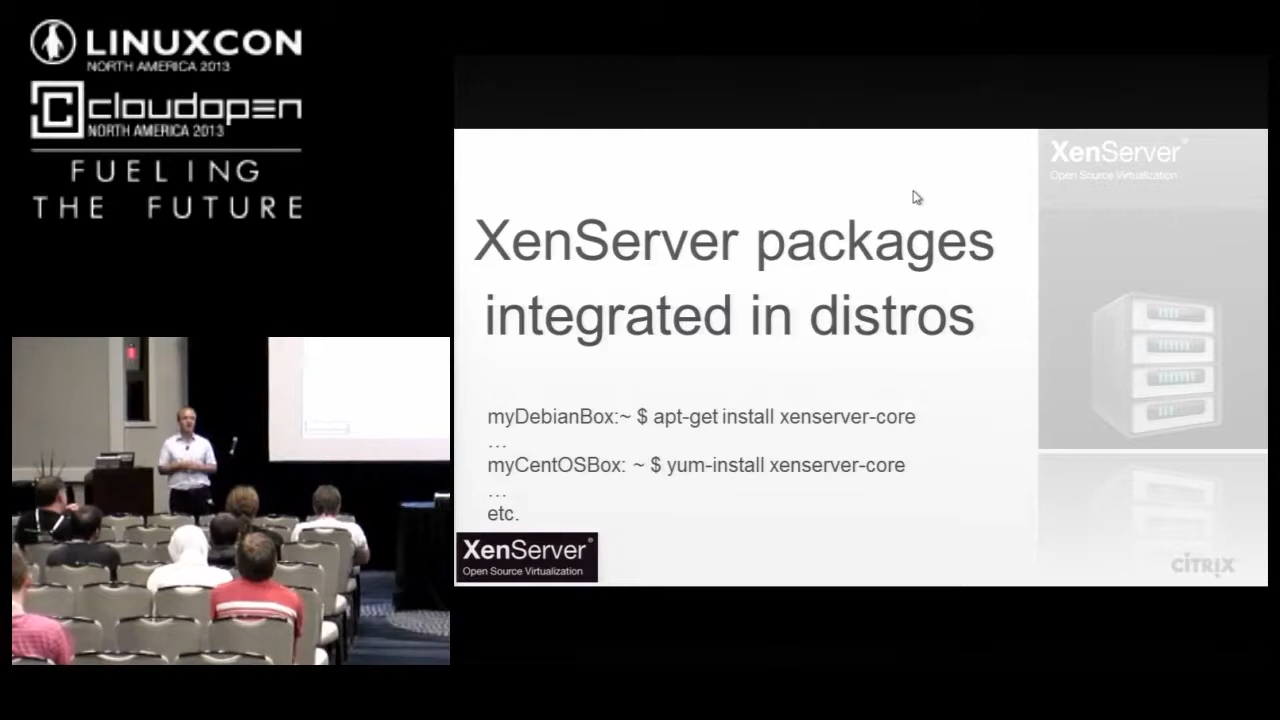 LINUXCON
NORTH AMERICA 2013
cloudopen
NORTH AMERICA 2013
FUELING
THE FUTURE
XenServer®
Open Source Virtualization
XenServer packages
integrated in distros
myDebianBox:~ $ apt-get install xenserver-core
...
myCentOSBox: ~ $ yum-install xenserver-core
...
etc.
XenServer®
Open Source Virtualization
CITRIX